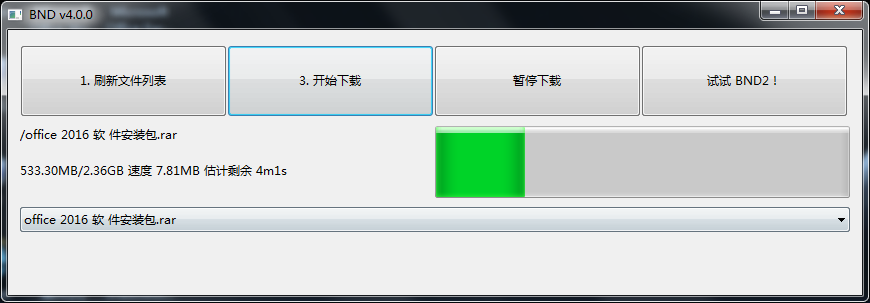 BND v4.0.0
1. 刷新文件列表
3. 开始下载
暂停下载
试试 BND2！
/office 2016 软 件安装包.rar
533.30MB/2.36GB 速度 7.81MB 估计剩余 4m1s
office 2016 软 件安装包.rar